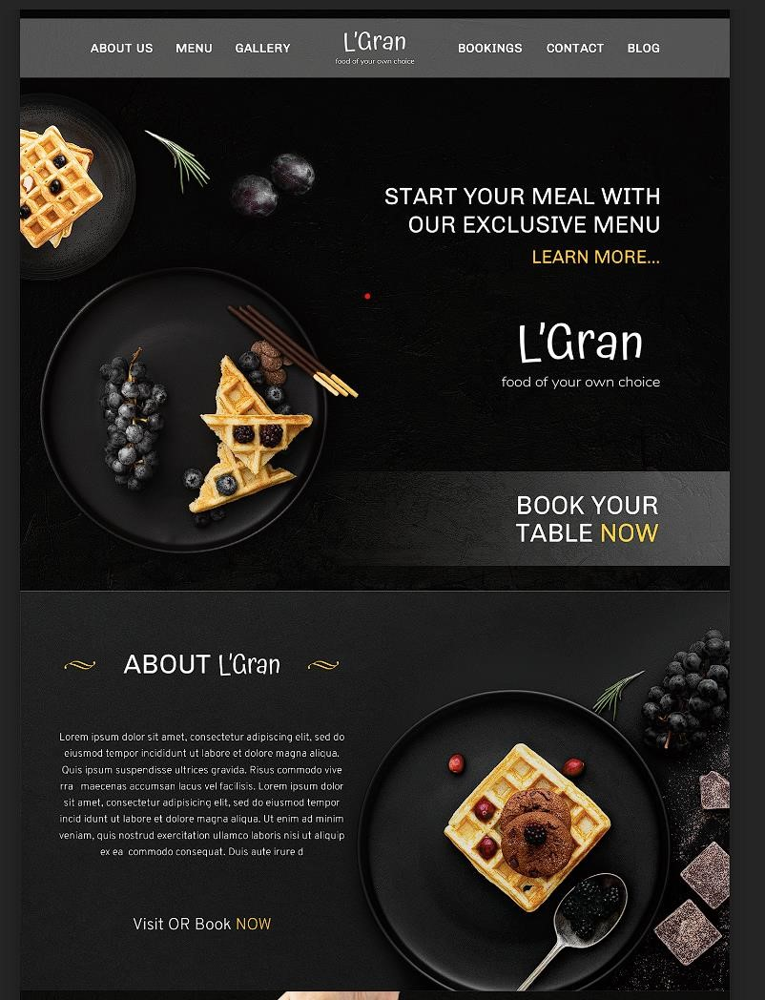 ABOUT US MENU GALLERY L'Gran BOOKINGS CONTACT BLOG
food of your own choice
START YOUR MEAL WITH
OUR EXCLUSIVE MENU
LEARN MORE...
L'Gran
food of your own choice
BOOK YOUR
TABLE NOW
ABOUT L'Gran
Lorem ipsum dolor sit amet, consectetur adipiscing elit, sed do
eiusmod tempor incididunt ut labore et dolore magna aliqua.
Quis ipsum suspendisse ultrices gravida. Risus commodo vive
rra maecenas accumsan lacus vel facilisis. Lorem ipsum dolor
sit amet, consectetur adipiscing elit, sed do eiusmod tempor
incid idunt ut labore et dolore magna aliqua. Ut enim ad minim
veniam, quis nostrud exercitation ullamco laboris nisi ut aliquip
ex ea commodo consequat. Duis aute irure d
Visit OR Book NOW